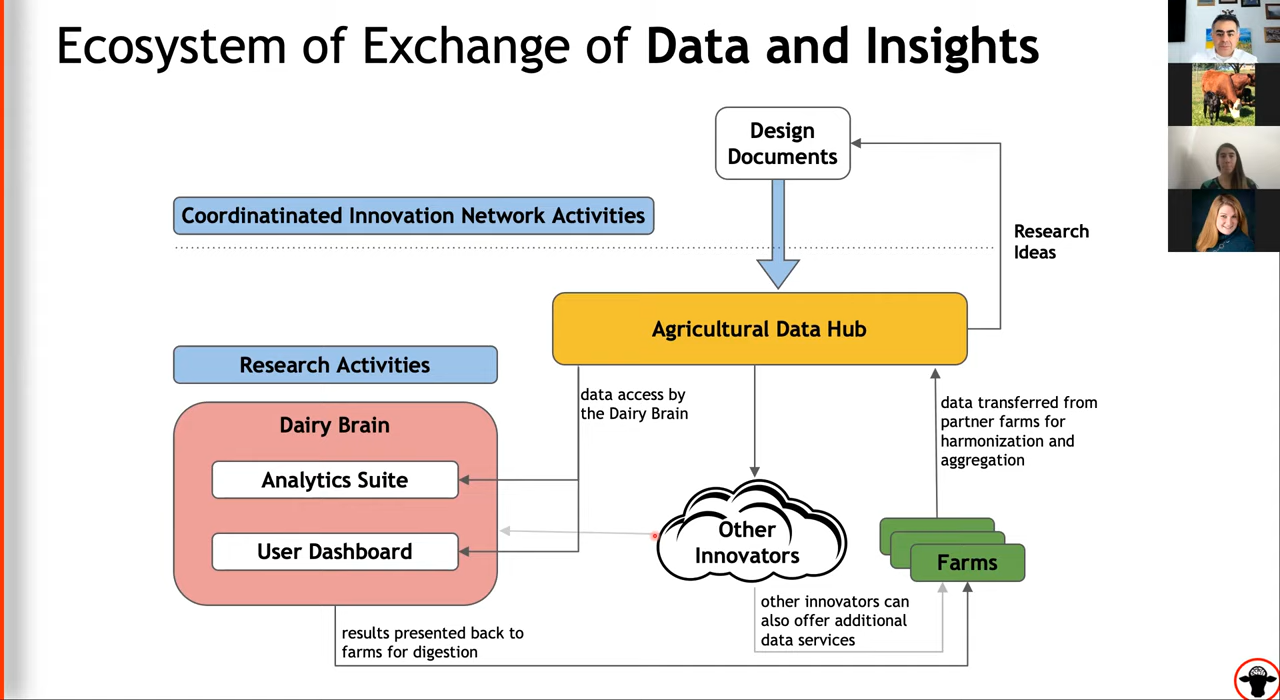 Ecosystem of Exchange of Data and Insights
Design
Documents
Coordinatinated Innovation Network Activities
Research
Ideas
Agricultural Data Hub
Research Activities
data access by
the Dairy Brain
data transferred from
partner farms for
harmonization and
aggregation
Dairy Brain
Analytics Suite
User Dashboard
Other
Innovators
Farms
other innovators can
also offer additional
data services
results presented back to
farms for digestion